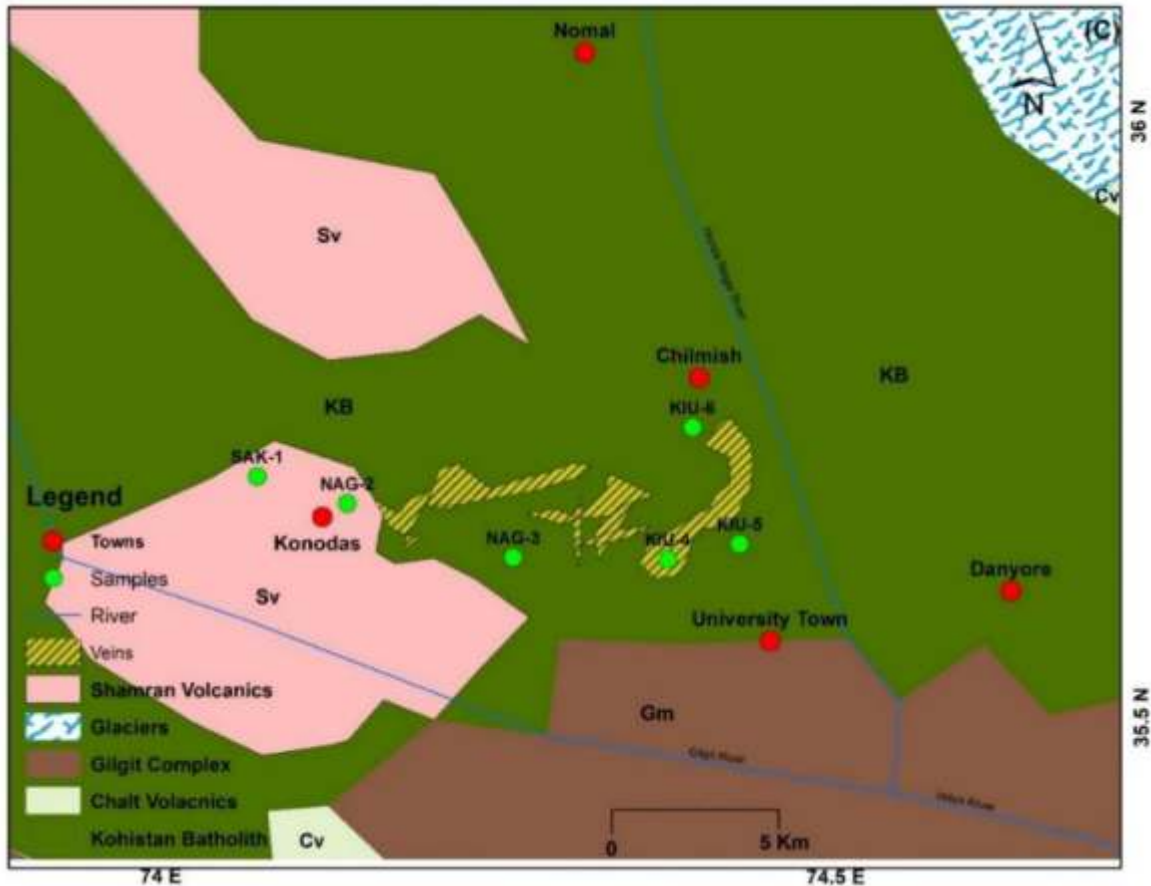 Nomal
(C)
N
36 N
Cv
Sv
Chilmish
KB
KIU-6
KB
SAK-1
NAG-2
Legend
Konodas
Towns
NAG-3
KIU-4
KIU-5
Danyore
Samples
Sv
University Town
River
Veins
Shamran Volcanics
Gm
35.5 N
Glaciers
Gilgit River
Gilgit Complex
Chalt Volacnics
Kohistan Batholith
Cv
0
5 Km
74 E
74.5 E